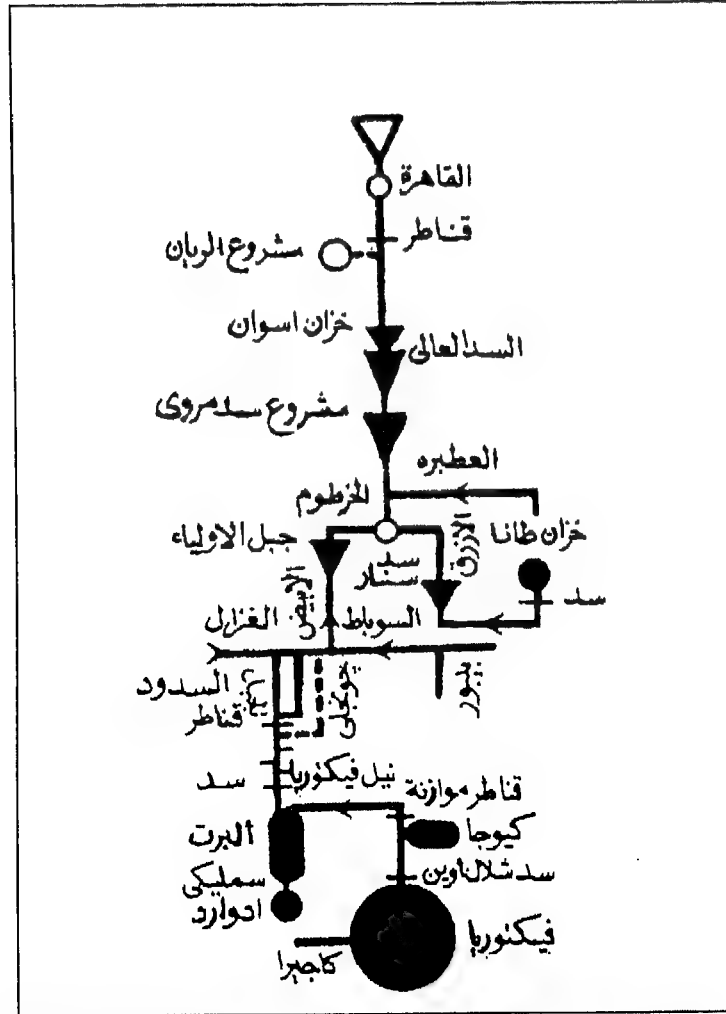 القاهرة
قناطر
مشروع الريان
خزان اسوان
السد العالى
مشروع سد مروى
العطبره
الخرطوم
الازرق
خزان طانا
جبل الاولياء
سد
سنار
سد
الابيض
السوباط
الغزال
السدود
جونجلى
بيبور
قناطر
نيل فيكتوريا
سد
قناطر موازنة
كيوجا
ألبرت
سمليكى
ادوارد
سد شلال اوين
فيكتوريا
كاجيرا